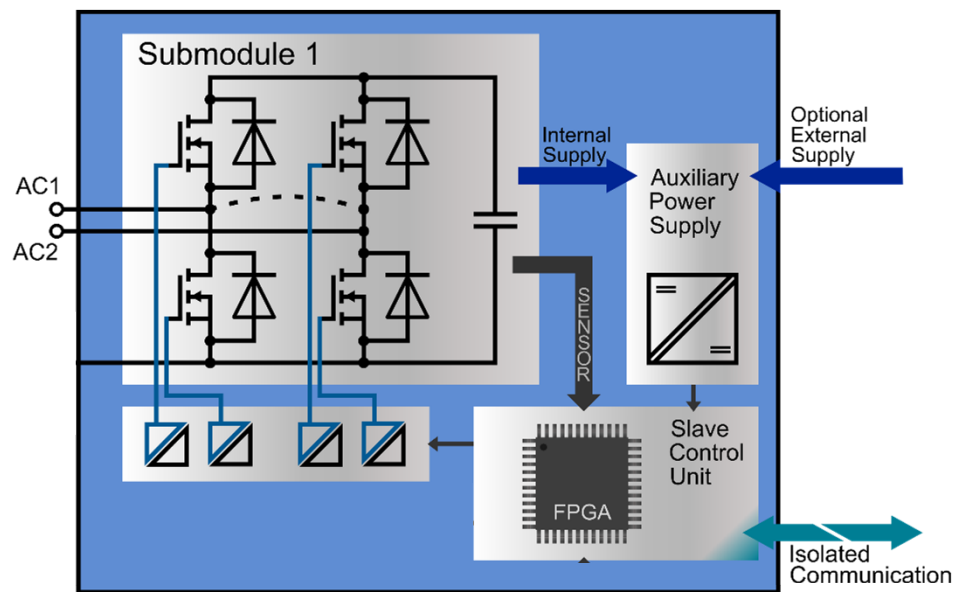 Submodule 1
AC1
AC2
Internal
Supply
Optional
External
Supply
Auxiliary
Power
Supply
SENSOR
Slave
Control
Unit
FPGA
Isolated
Communication